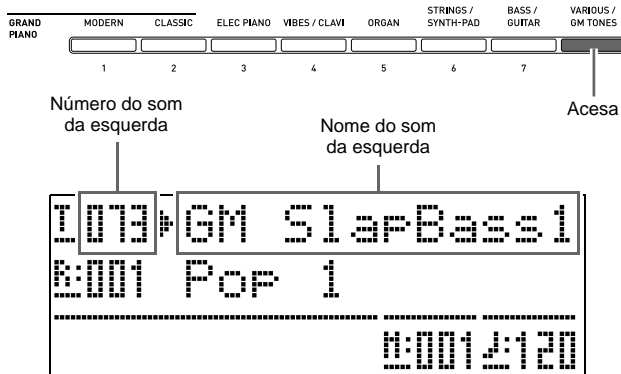 GRAND PIANO
MODERN
CLASSIC
ELEC PIANO
VIBES / CLAVI
ORGAN
STRINGS / SYNTH-PAD
BASS / GUITAR
VARIOUS / GM TONES
1 2 3 4 5 6 7
Número do som da esquerda
Nome do som da esquerda
Acesa
T 073 GM SlapBass1
R:001 Pop 1
M:001 ♩:120